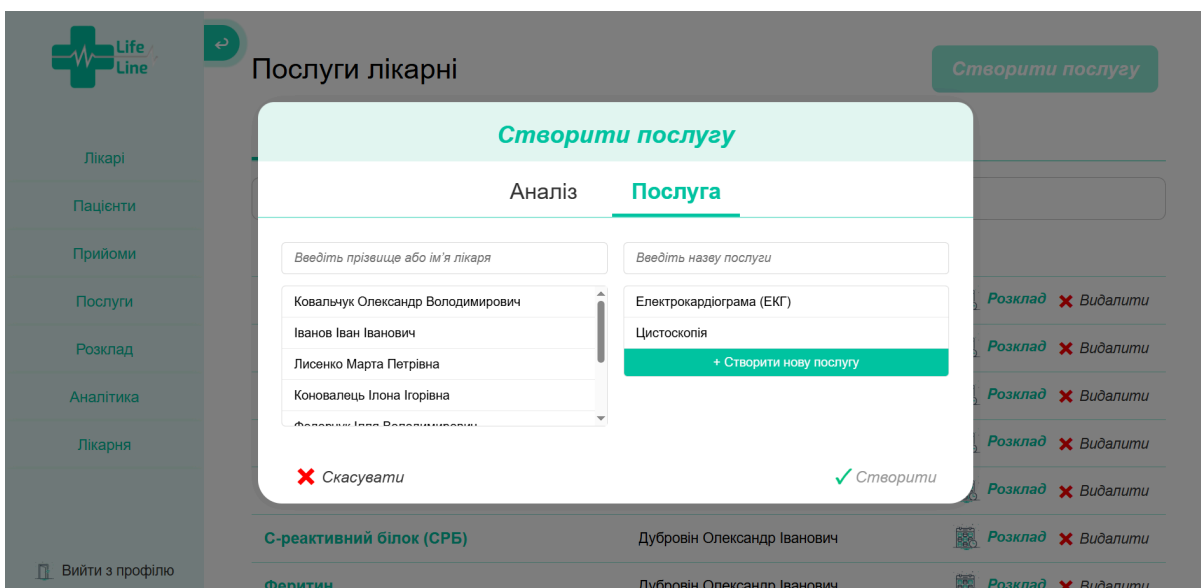 Life
Line
Послуги лікарні
Створити послугу
Лікарі
Пацієнти
Прийоми
Послуги
Розклад
Аналітика
Лікарня
Вийти з профілю
Створити послугу
Аналіз Послуга
Введіть прізвище або ім'я лікаря
Ковальчук Олександр Володимирович
Іванов Іван Іванович
Лисенко Марта Петрівна
Коновалець Ілона Ігорівна
Введіть назву послуги
Електрокардіограма (ЕКГ)
Цистоскопія
+ Створити нову послугу
Скасувати
Створити
Розклад Видалити
Розклад Видалити
Розклад Видалити
Розклад Видалити
Розклад Видалити
С-реактивний білок (СРБ) Дубровін Олександр Іванович Розклад Видалити
Феритин Дубровін Олександр Іванович Розклад Видалити